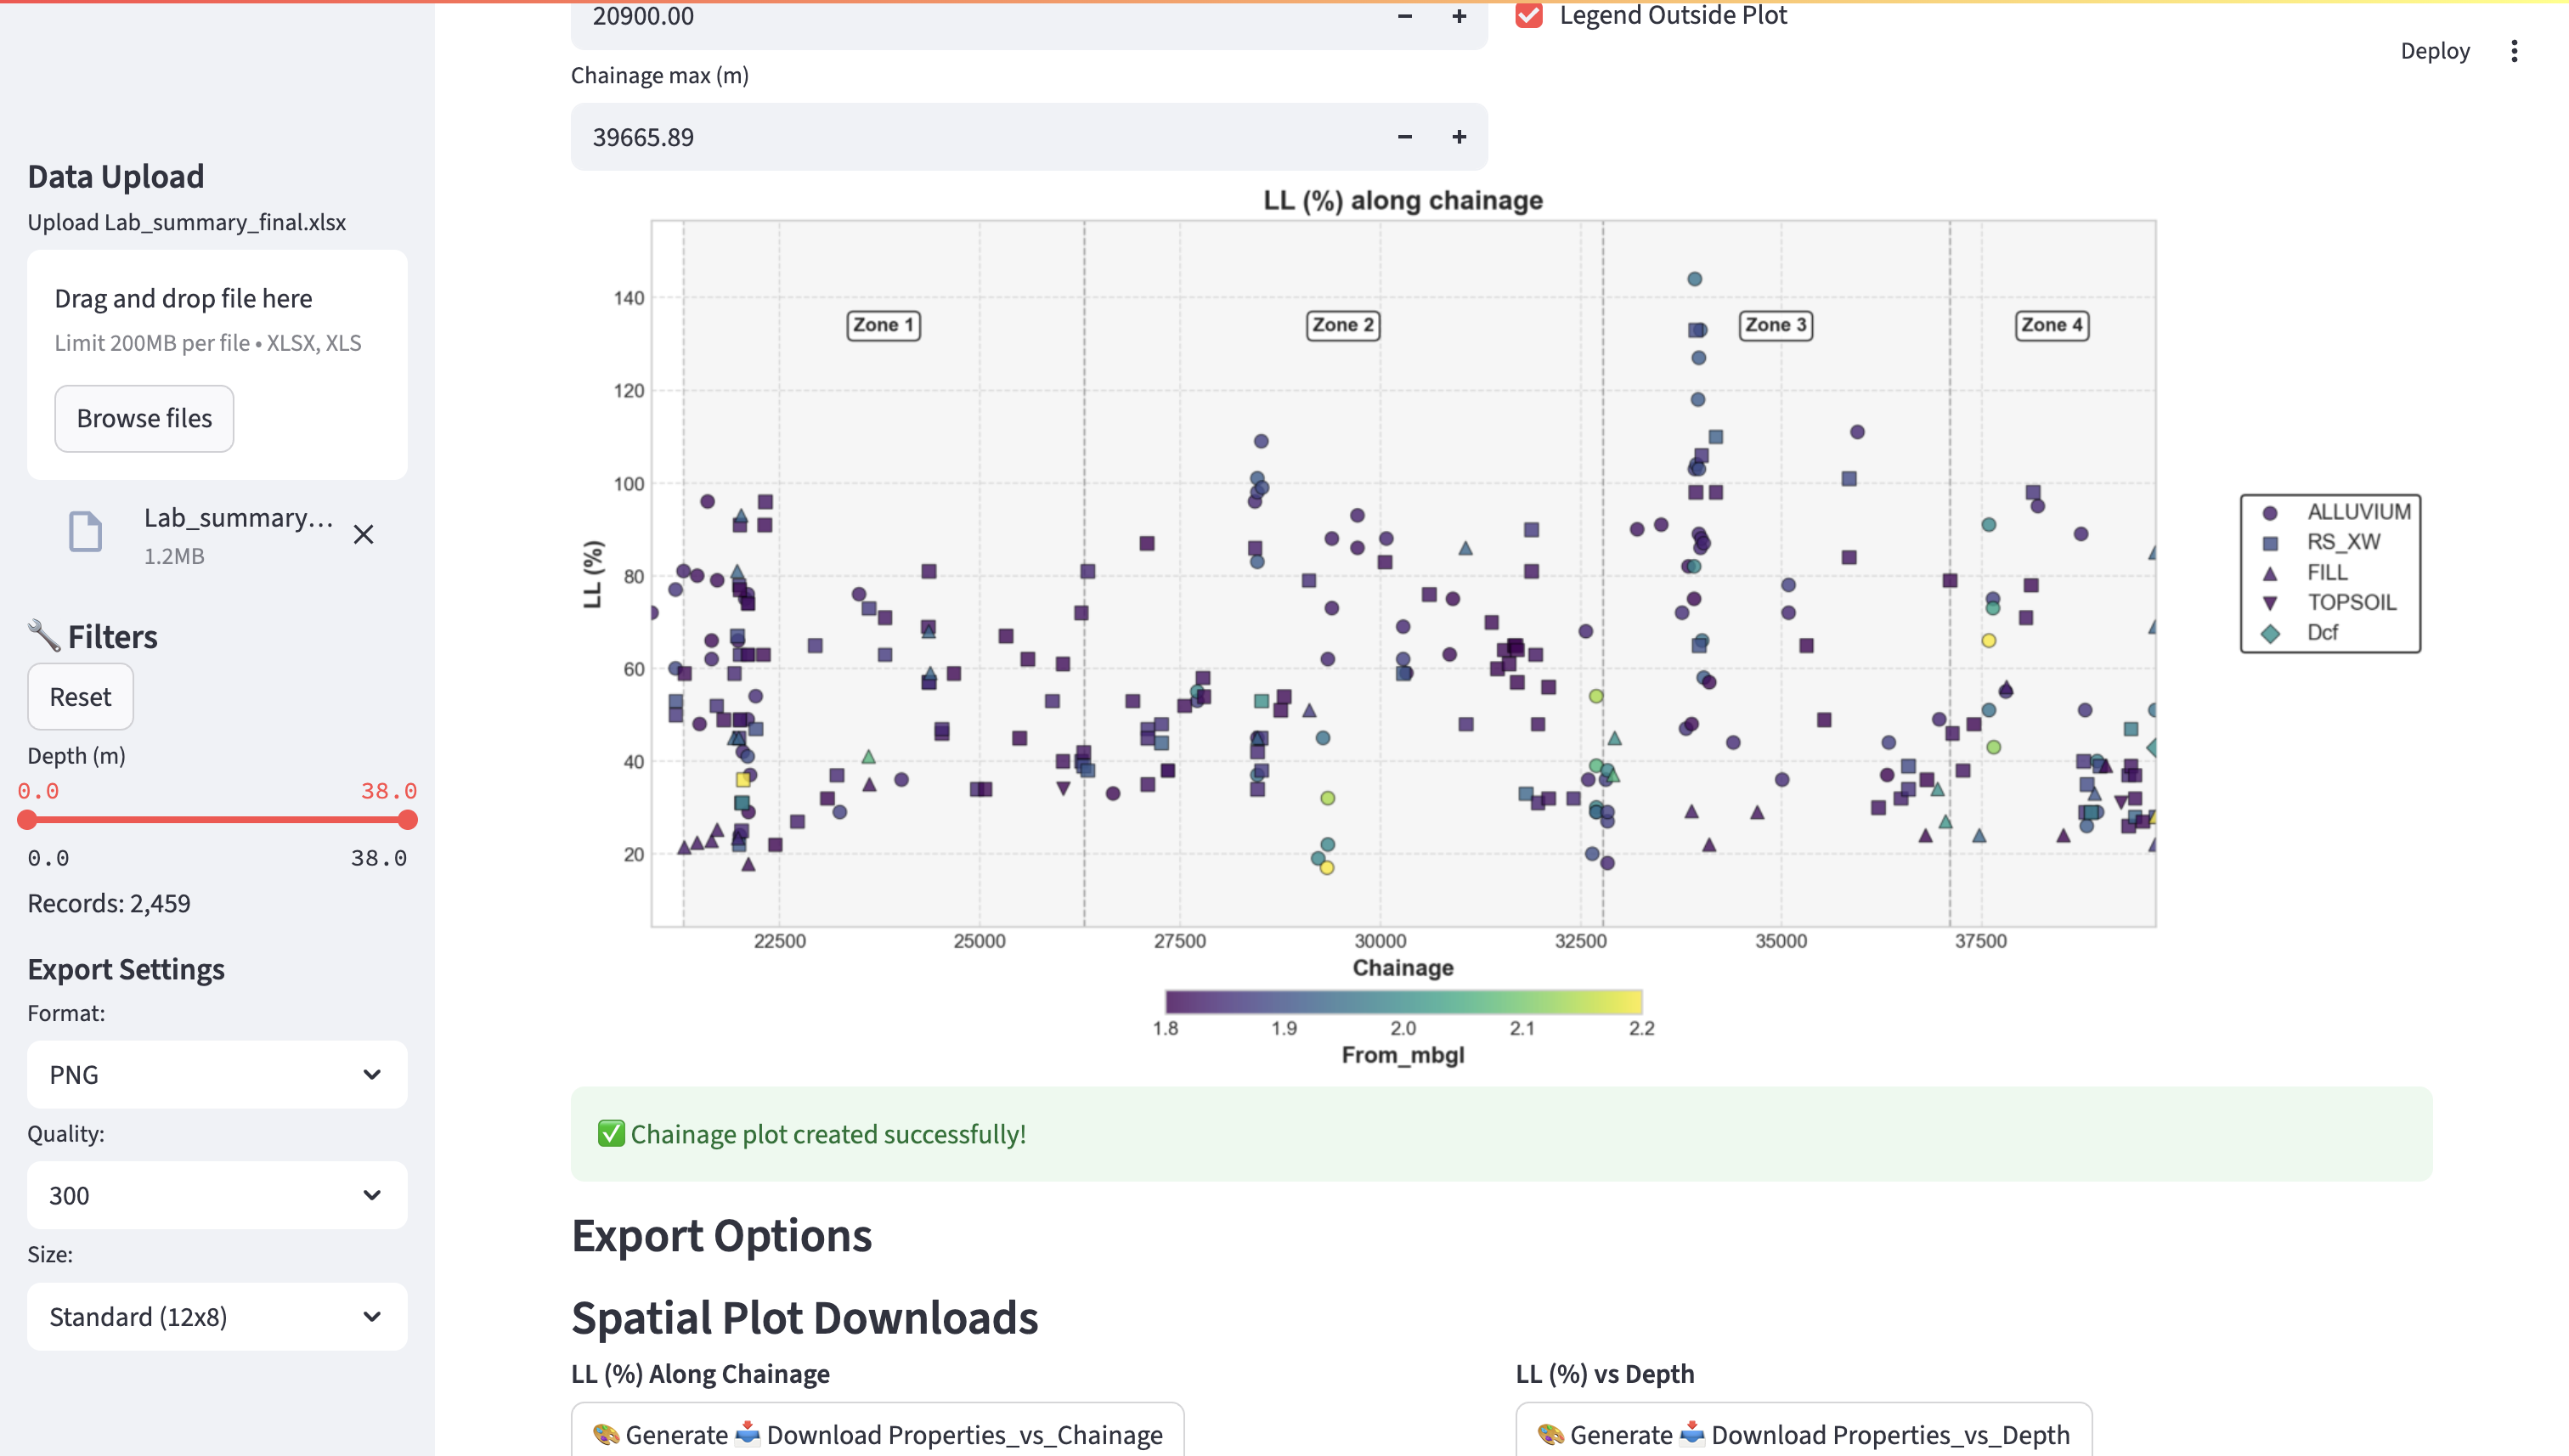 20900.00
Legend Outside Plot
Deploy
Chainage max (m)
39665.89
Data Upload
Upload Lab_summary_final.xlsx
Drag and drop file here
Limit 200MB per file • XLSX, XLS
Browse files
Lab_summary...
1.2MB
Filters
Reset
Depth (m)
0.0
38.0
0.0
38.0
Records: 2,459
Export Settings
Format:
PNG
Quality:
300
Size:
Standard (12x8)
LL (%) along chainage
Zone 1
Zone 2
Zone 3
Zone 4
LL (%)
140
120
100
80
60
40
20
22500
25000
27500
30000
32500
35000
37500
Chainage
ALLUVIUM
RS_XW
FILL
TOPSOIL
Dcf
1.8
1.9
2.0
2.1
2.2
From_mbgl
Chainage plot created successfully!
Export Options
Spatial Plot Downloads
LL (%) Along Chainage
LL (%) vs Depth
Generate Download Properties_vs_Chainage
Generate Download Properties_vs_Depth